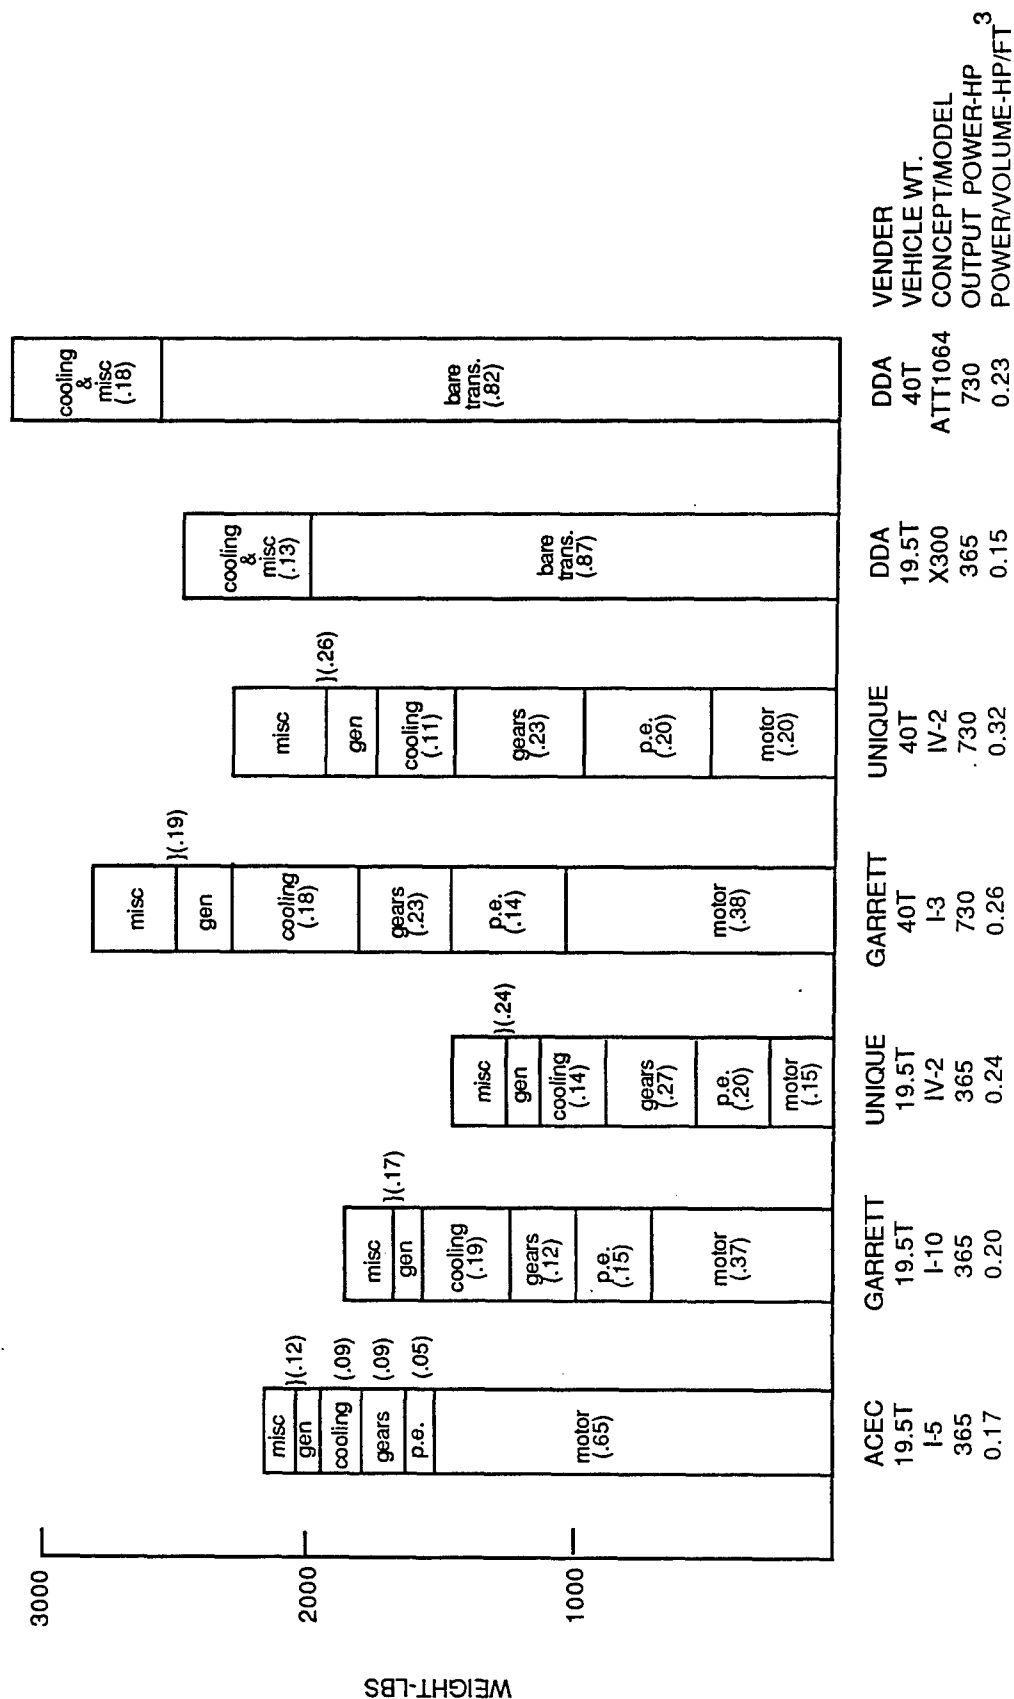 WEIGHT-LBS
3000
2000
1000
misc
gen
}(.12)
cooling
(.09)
gears
(.09)
p.e.
(.05)
motor
(.65)
misc
gen
}(.17)
cooling
(.19)
gears
(.12)
p.e.
(.15)
motor
(.37)
misc
gen
}(.24)
cooling
(.14)
gears
(.27)
p.e.
(.20)
motor
(.15)
misc
gen
}(.19)
cooling
(.18)
gears
(.23)
p.e.
(.14)
motor
(.38)
misc
gen
}(.26)
cooling
(.11)
gears
(.23)
p.e.
(.20)
motor
(.20)
cooling
&
misc
(.13)
bare
trans.
(.87)
cooling
&
misc
(.18)
bare
trans.
(.82)
ACEC GARRETT UNIQUE GARRETT UNIQUE DDA DDA VENDER
19.5T 19.5T 19.5T 40T 40T 19.5T 40T VEHICLE WT.
I-5 I-10 IV-2 I-3 IV-2 X300 ATT1064 CONCEPT/MODEL
365 365 365 730 730 365 730 OUTPUT POWER-HP
0.17 0.20 0.24 0.26 0.32 0.15 0.23 POWER/VOLUME-HP/FT3